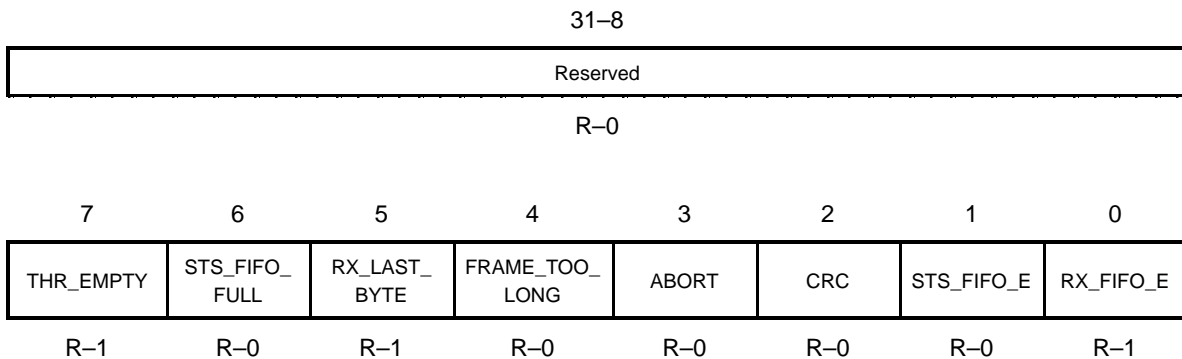 31–8
Reserved
R–0
7 6 5 4 3 2 1 0
THR_EMPTY STS_FIFO_ FULL RX_LAST_ BYTE FRAME_TOO_ LONG ABORT CRC STS_FIFO_E RX_FIFO_E
R–1 R–0 R–1 R–0 R–0 R–0 R–0 R–1